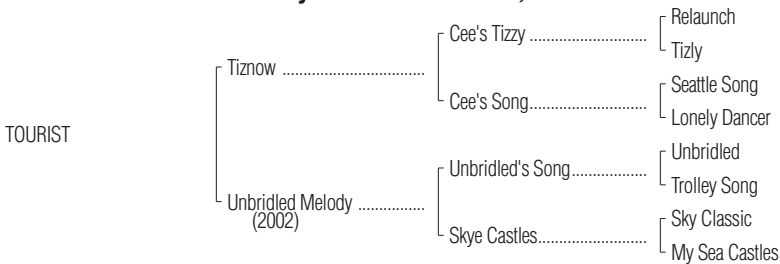 Relaunch
Cee's Tizzy ........................
Tizly
Tiznow .................................
Seattle Song
Cee's Song...........................
Lonely Dancer
TOURIST
Unbridled
Unbridled's Song..................
Trolley Song
Unbridled Melody ................
(2002)
Sky Classic
Skye Castles.........................
My Sea Castles